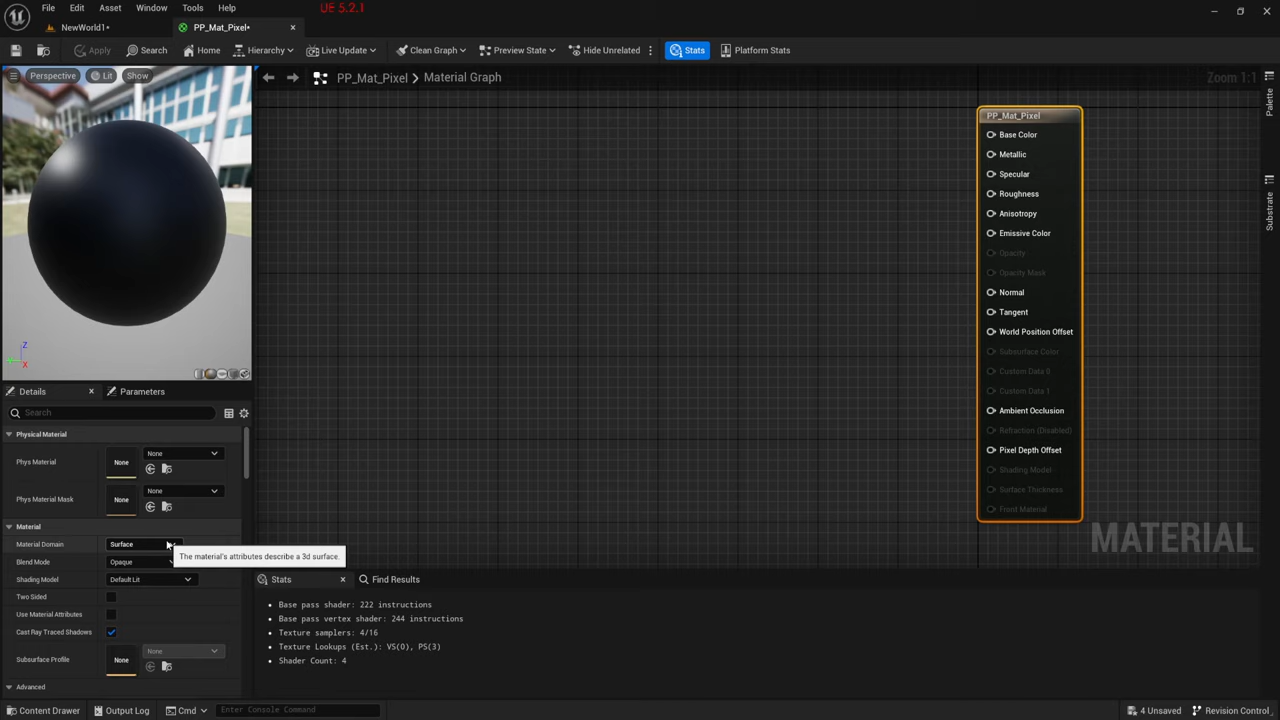 File Edit Asset Window Tools Help UE 5.2.1
NewWorld1• PP_Mat_Pixel•
Apply Search Home Hierarchy Live Update Clean Graph Preview State Hide Unrelated Stats Platform Stats
Perspective Lit Show
PP_Mat_Pixel > Material Graph
Zoom 1:1
Palette
Substrate
Z
X
PP_Mat_Pixel
Base Color
Metallic
Specular
Roughness
Anisotropy
Emissive Color
Opacity
Opacity Mask
Normal
Tangent
World Position Offset
Subsurface Color
Custom Data 0
Custom Data 1
Ambient Occlusion
Refraction (Disabled)
Pixel Depth Offset
Shading Model
Surface Thickness
Front Material
MATERIAL
Details Parameters
Search
Physical Material
Phys Material None None
Phys Material Mask None None
Material
Material Domain Surface
The material's attributes describe a 3d surface.
Blend Mode Opaque
Shading Model Default Lit
Two Sided
Use Material Attributes
Cast Ray Traced Shadows
Subsurface Profile None None
Advanced
Stats Find Results
• Base pass shader: 222 instructions
• Base pass vertex shader: 244 instructions
• Texture samplers: 4/16
• Texture Lookups (Est.): VS(0), PS(3)
• Shader Count: 4
Content Drawer Output Log Cmd Enter Console Command 4 Unsaved Revision Control